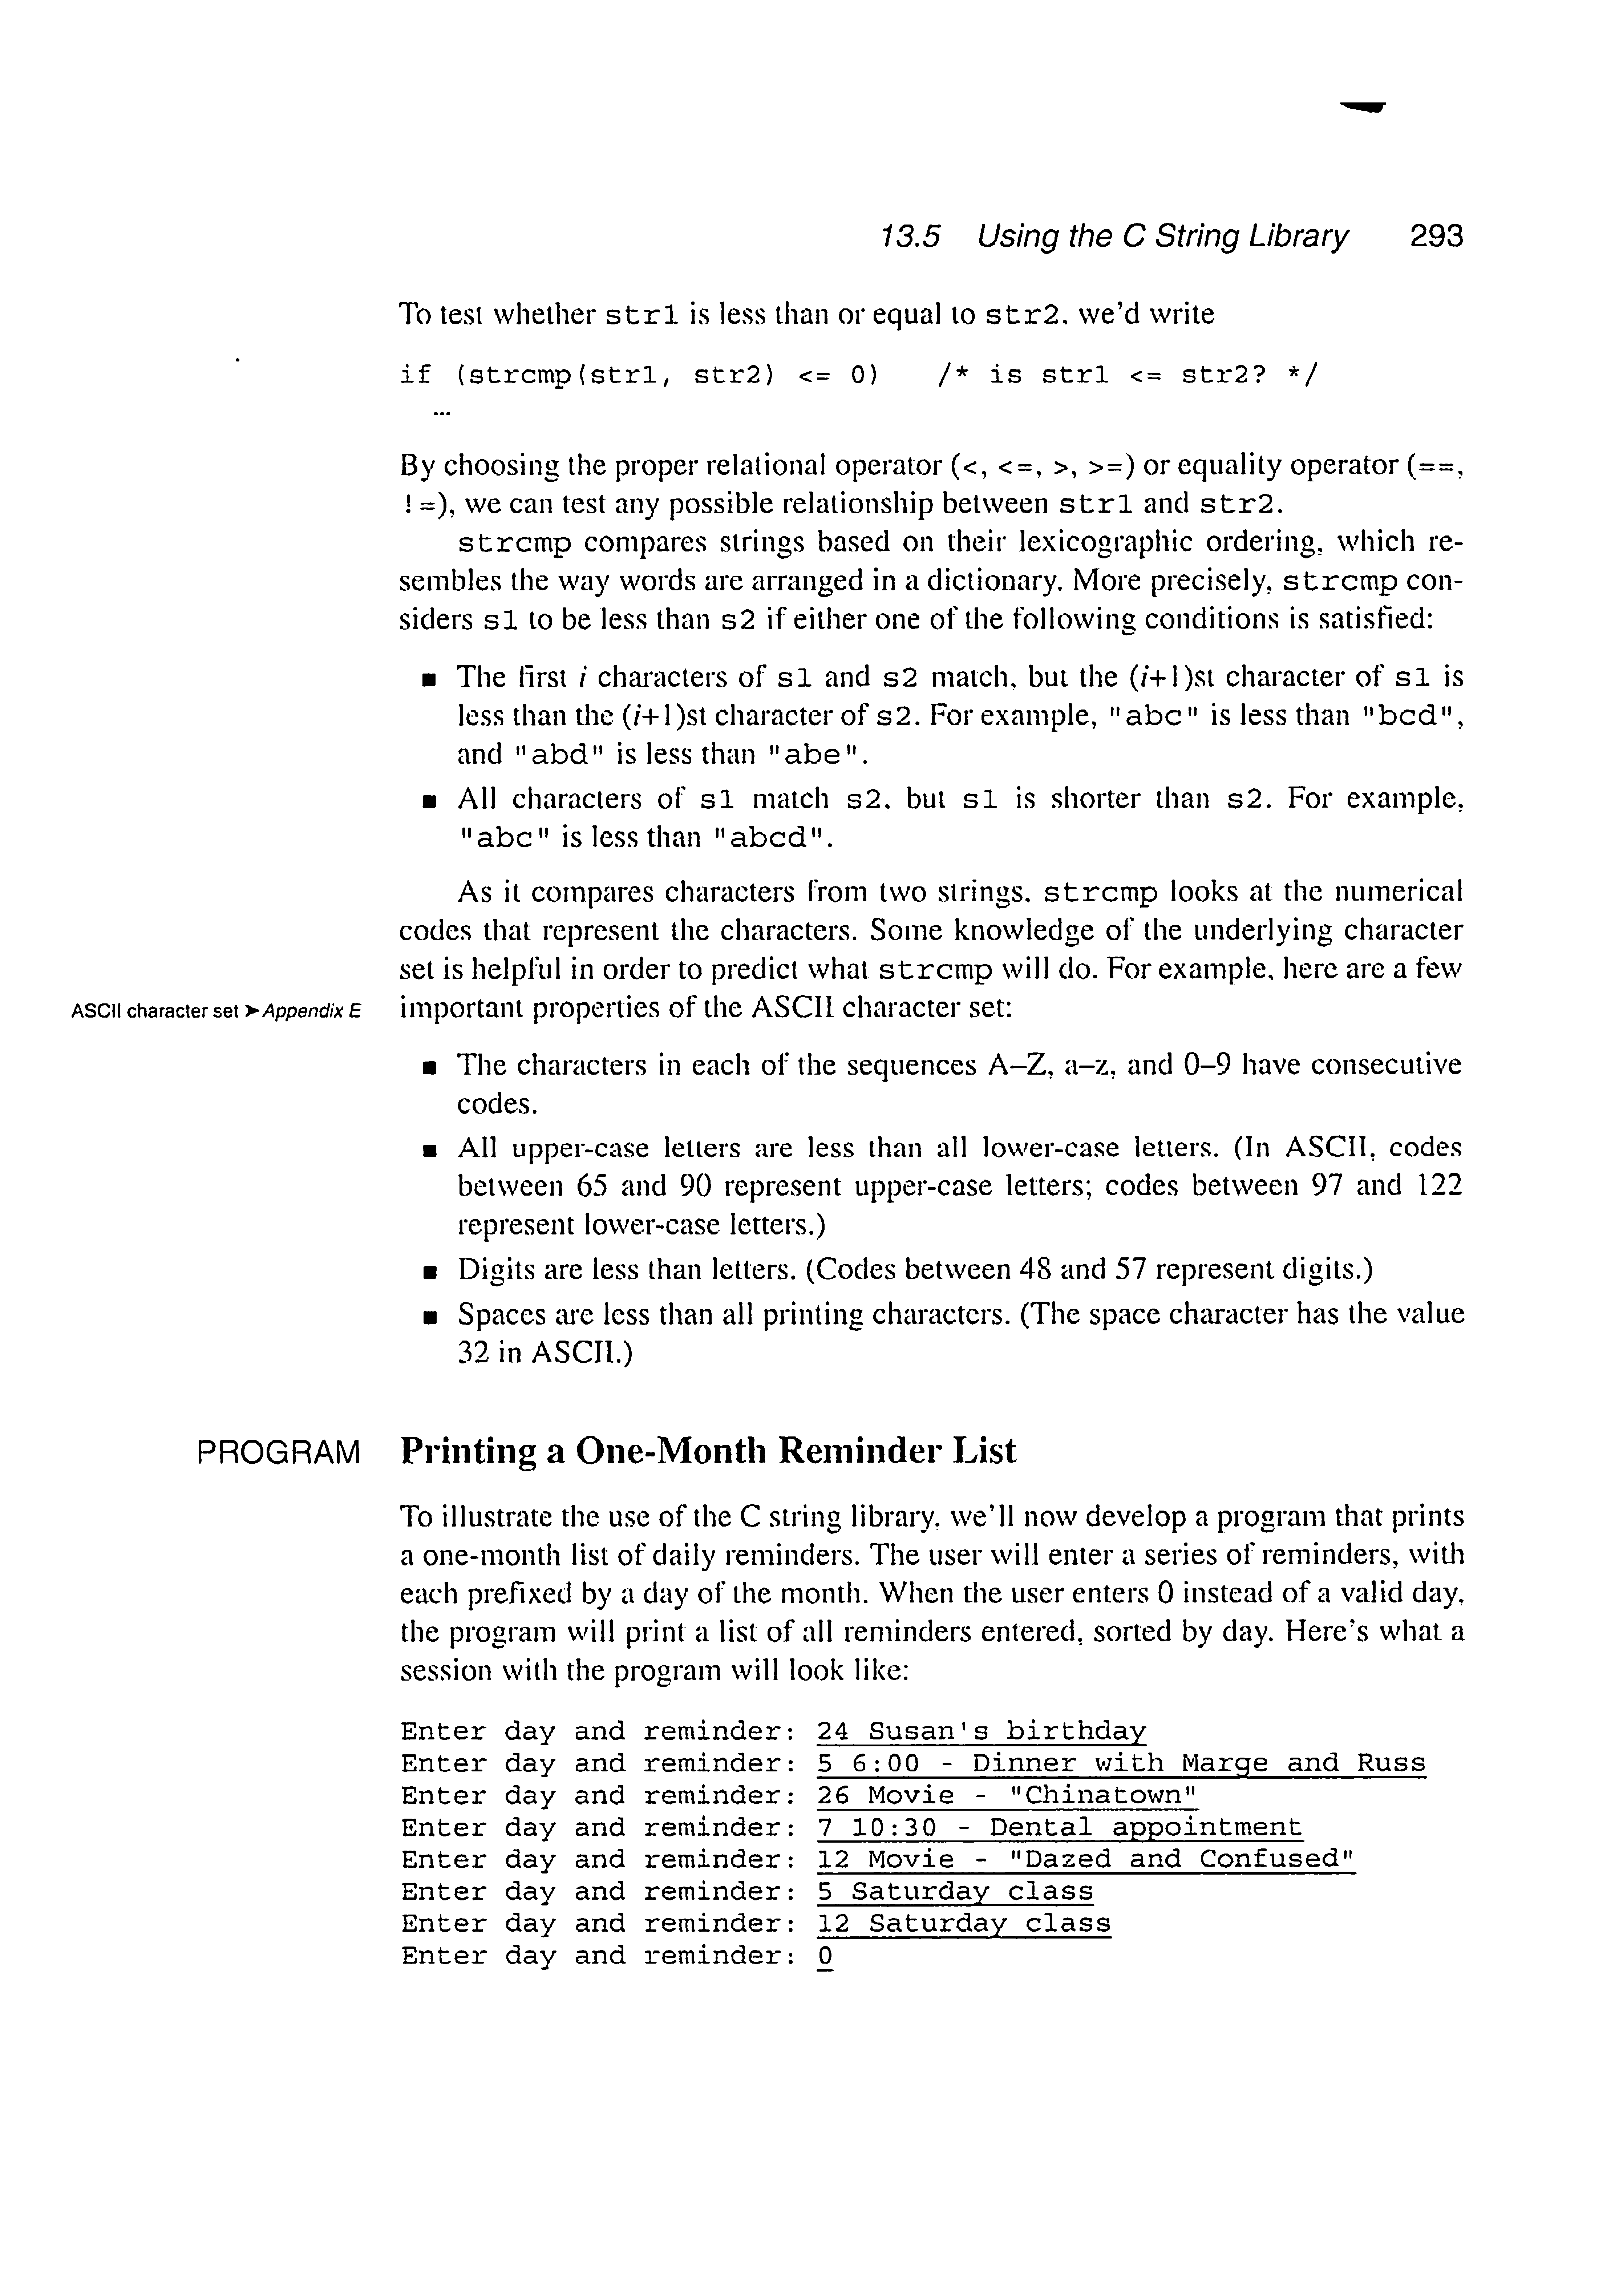 13.5 Using the C String Library 293
To test whether str1 is less than or equal to str2, we'd write
if (strcmp(str1, str2) <= 0) /* is str1 <= str2? */
…
By choosing the proper relational operator (<, <=, >, >=) or equality operator (==,
!=), we can test any possible relationship between str1 and str2.
strcmp compares strings based on their lexicographic ordering, which re-
sembles the way words are arranged in a dictionary. More precisely, strcmp con-
siders s1 to be less than s2 if either one of the following conditions is satisfied:
■ The first i characters of s1 and s2 match, but the (i+1)st character of s1 is
less than the (i+1)st character of s2. For example, "abc" is less than "bcd",
and "abd" is less than "abe".
■ All characters of s1 match s2, but s1 is shorter than s2. For example,
"abc" is less than "abcd".
As it compares characters from two strings, strcmp looks at the numerical
codes that represent the characters. Some knowledge of the underlying character
set is helpful in order to predict what strcmp will do. For example, here are a few
ASCII character set ➤Appendix E important properties of the ASCII character set:
■ The characters in each of the sequences A–Z, a–z, and 0–9 have consecutive
codes.
■ All upper-case letters are less than all lower-case letters. (In ASCII, codes
between 65 and 90 represent upper-case letters; codes between 97 and 122
represent lower-case letters.)
■ Digits are less than letters. (Codes between 48 and 57 represent digits.)
■ Spaces are less than all printing characters. (The space character has the value
32 in ASCII.)
PROGRAM Printing a One-Month Reminder List
To illustrate the use of the C string library, we'll now develop a program that prints
a one-month list of daily reminders. The user will enter a series of reminders, with
each prefixed by a day of the month. When the user enters 0 instead of a valid day,
the program will print a list of all reminders entered, sorted by day. Here's what a
session with the program will look like:
Enter day and reminder: 24 Susan's birthday
Enter day and reminder: 5 6:00 - Dinner with Marge and Russ
Enter day and reminder: 26 Movie - "Chinatown"
Enter day and reminder: 7 10:30 - Dental appointment
Enter day and reminder: 12 Movie - "Dazed and Confused"
Enter day and reminder: 5 Saturday class
Enter day and reminder: 12 Saturday class
Enter day and reminder: 0